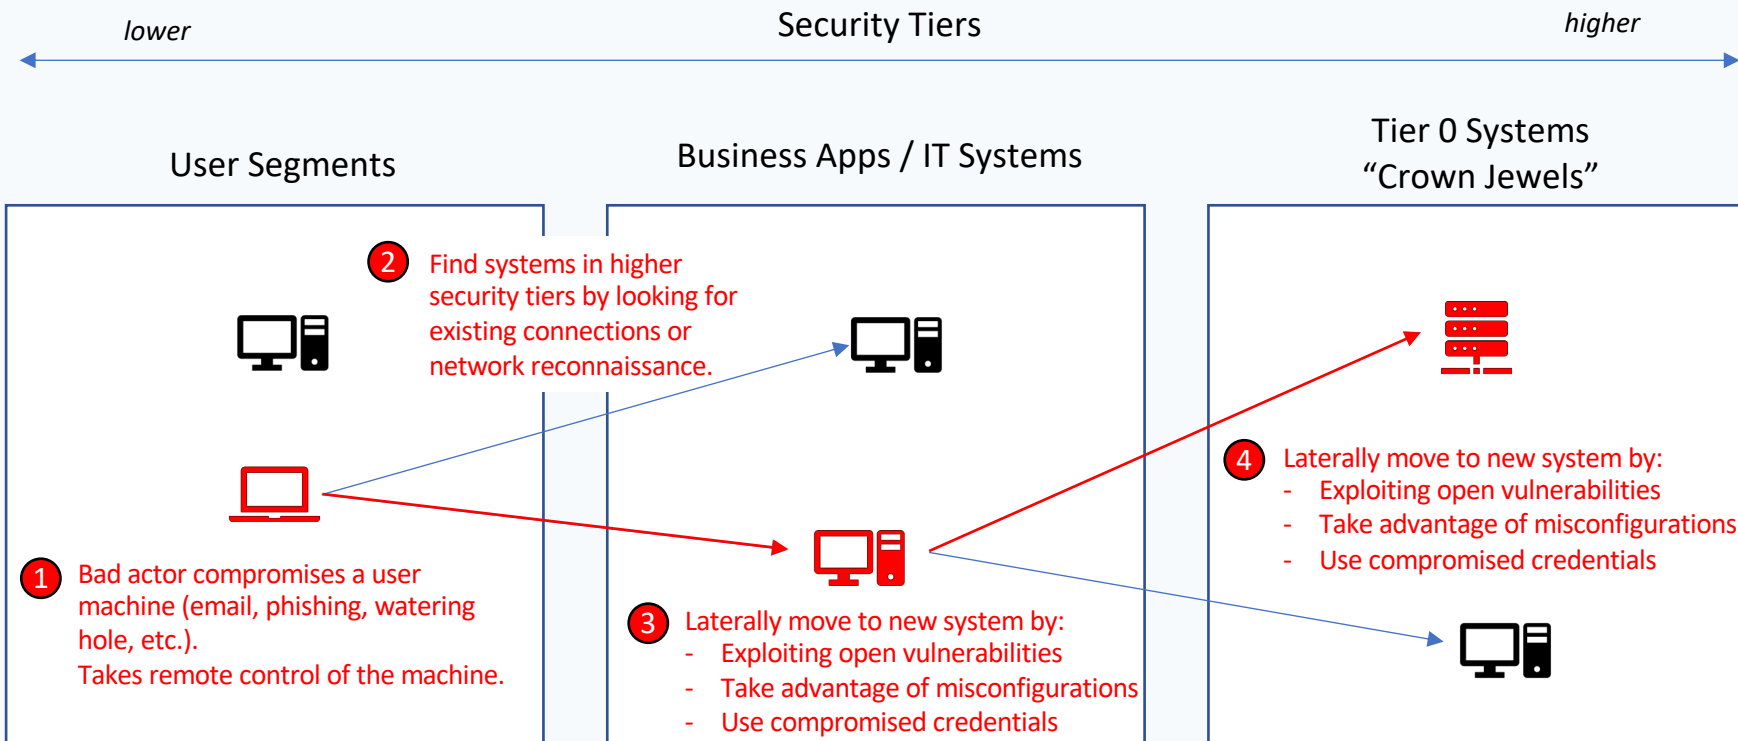 lower
Security Tiers
higher
User Segments
Business Apps / IT Systems
Tier 0 Systems
“Crown Jewels”
2
Find systems in higher
security tiers by looking for
existing connections or
network reconnaissance.
1
Bad actor compromises a user
machine (email, phishing, watering
hole, etc.).
Takes remote control of the machine.
3
Laterally move to new system by:
- Exploiting open vulnerabilities
- Take advantage of misconfigurations
- Use compromised credentials
4
Laterally move to new system by:
- Exploiting open vulnerabilities
- Take advantage of misconfigurations
- Use compromised credentials